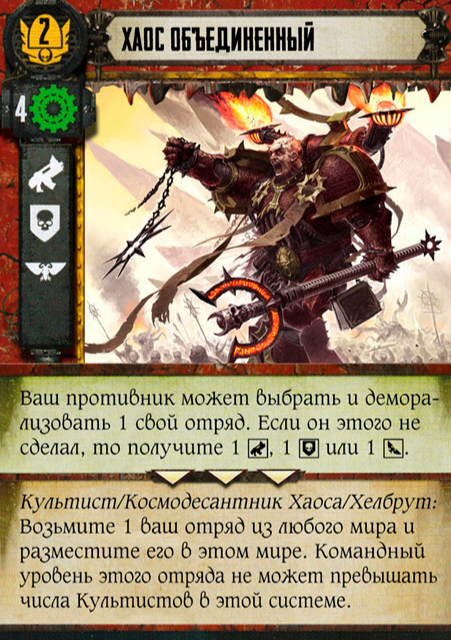 2
ХАОС ОБЪЕДИНЕННЫЙ
4
Ваш противник может выбрать и демора-
лизовать 1 свой отряд. Если он этого не
сделал, то получите 1 , 1 или 1 .
Культист/Космодесантник Хаоса/Хелбрут:
Возьмите 1 ваш отряд из любого мира и
разместите его в этом мире. Командный
уровень этого отряда не может превышать
числа Культистов в этой системе.